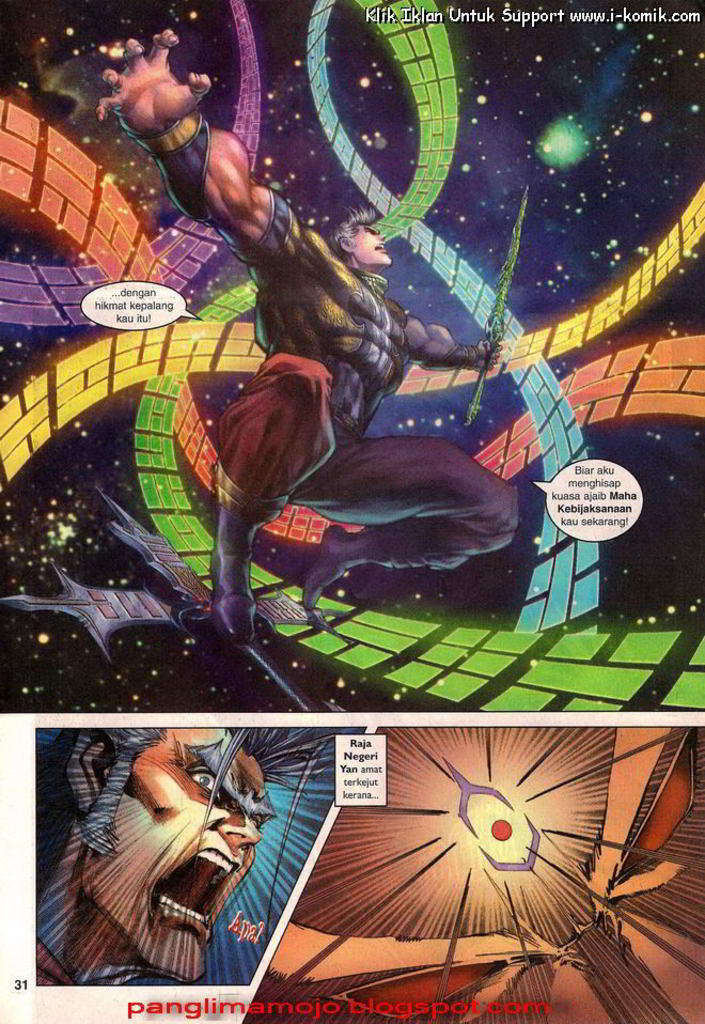 Klik Iklan Untuk Support www.i-komik.com
...dengan
hikmat kepalang
kau itu!
Biar aku
menghisap
kuasa ajaib Maha
Kebijaksanaan
kau sekarang!
Raja
Negeri
Yan amat
terkejut
kerana...
Apa?
31
panglimamojo.blogspot.com